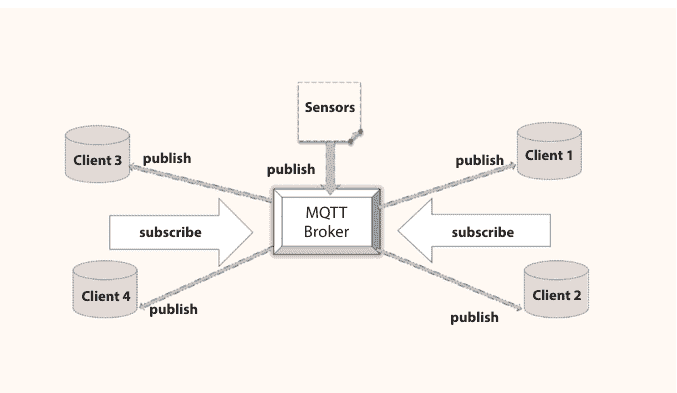 Sensors
Client 3
publish
publish
publish
Client 1
MQTT
Broker
subscribe
subscribe
Client 4
publish
Client 2
publish